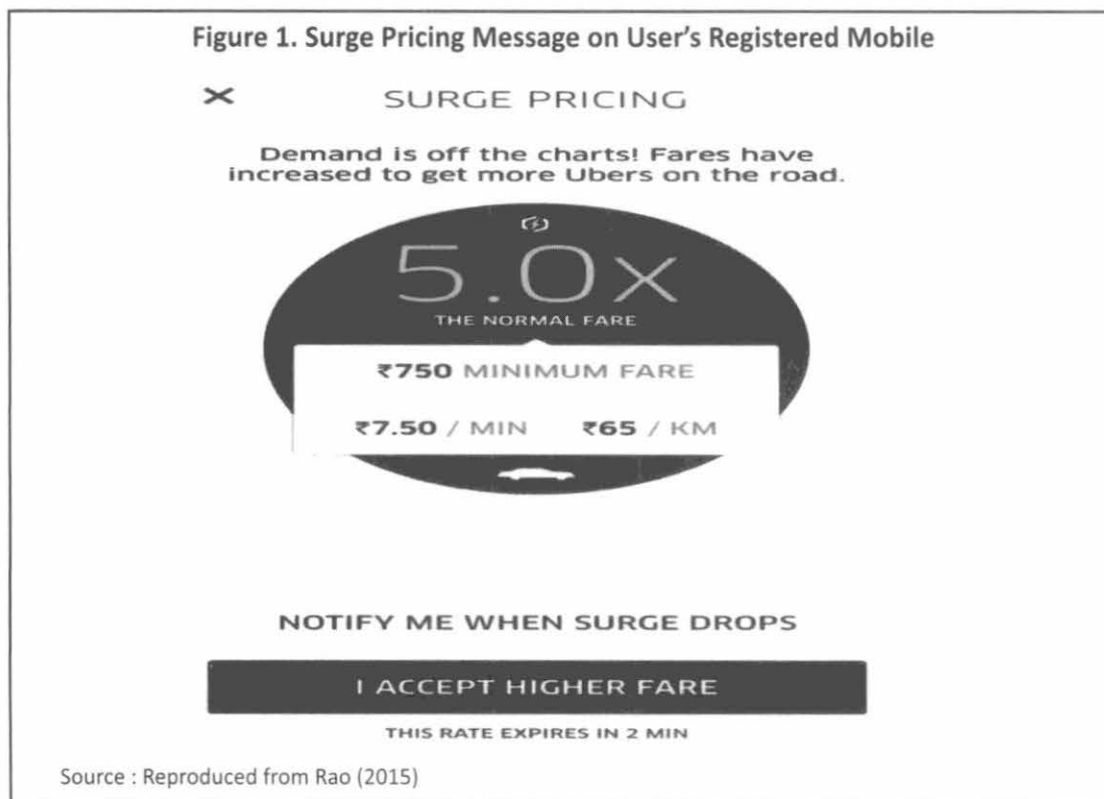 Figure 1. Surge Pricing Message on User's Registered Mobile
× SURGE PRICING
Demand is off the charts! Fares have
increased to get more Ubers on the road.
5.0x
THE NORMAL FARE
₹750 MINIMUM FARE
₹7.50 / MIN ₹65 / KM
NOTIFY ME WHEN SURGE DROPS
I ACCEPT HIGHER FARE
THIS RATE EXPIRES IN 2 MIN
Source : Reproduced from Rao (2015)